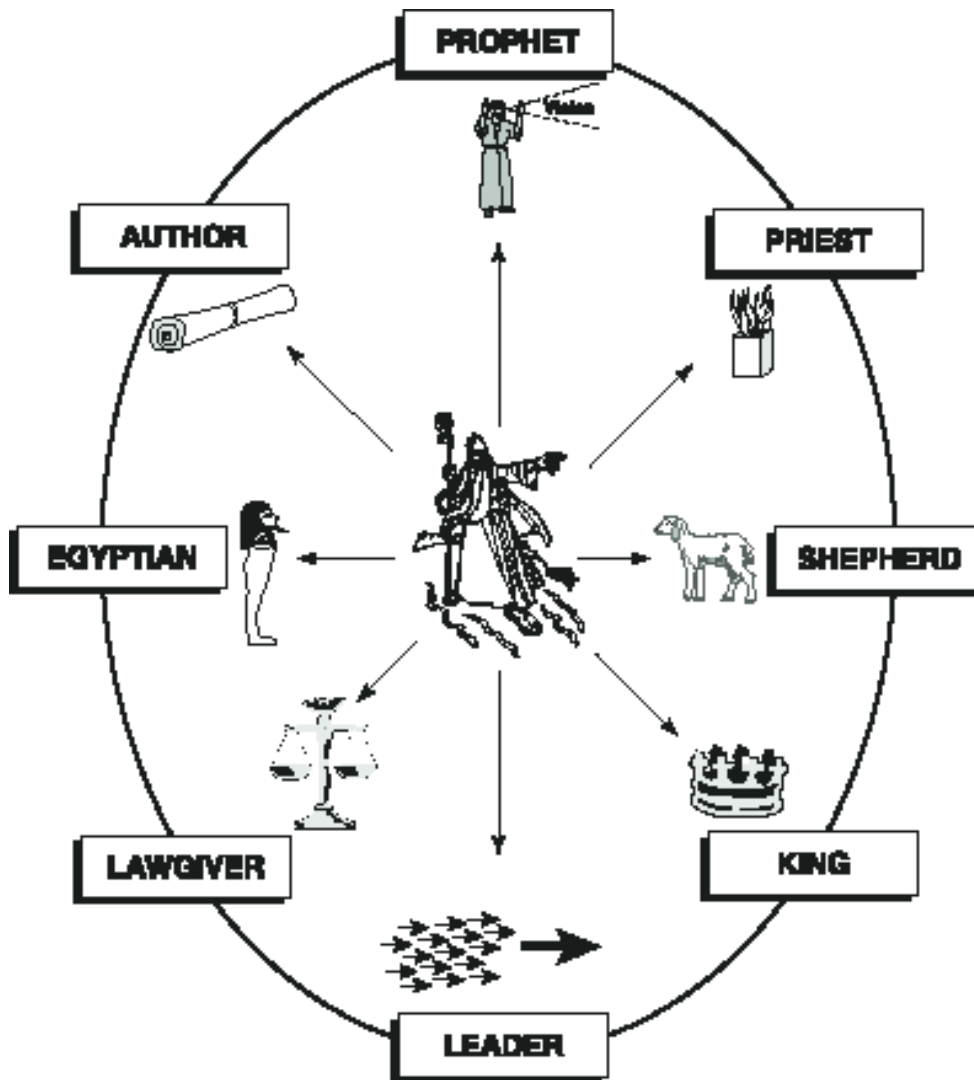 PROPHET
Vision
AUTHOR
PRIEST
EGYPTIAN
SHEPHERD
LAWGIVER
KING
LEADER